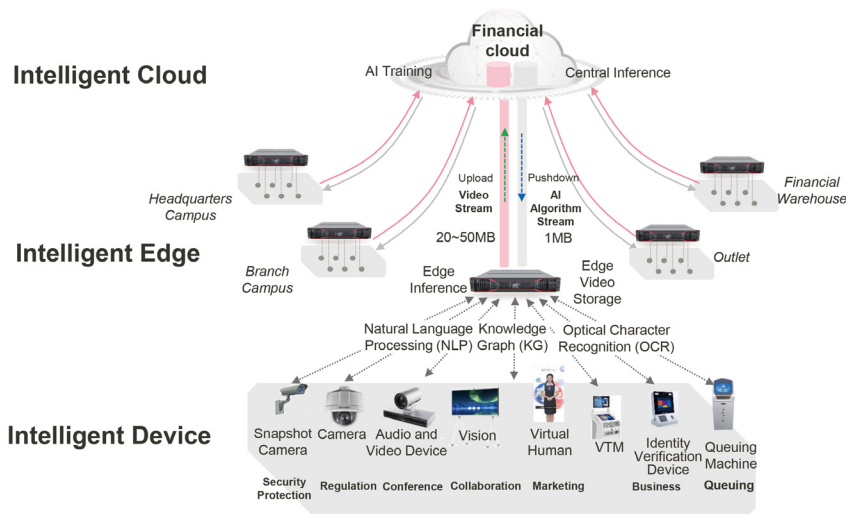 Financial
cloud
Intelligent Cloud
AI Training
Central Inference
Upload
Video
Stream
20~50MB
Pushdown
AI
Algorithm
Stream
1MB
Headquarters
Campus
Financial
Warehouse
Intelligent Edge
Branch
Campus
Outlet
Edge
Inference
Edge
Video
Storage
Natural Language
Processing (NLP)
Knowledge
Graph (KG)
Optical Character
Recognition (OCR)
Intelligent Device
Snapshot
Camera
Camera
Audio and
Video Device
Vision
Virtual
Human
VTM
Identity
Verification
Device
Queuing
Machine
Security
Protection
Regulation
Conference
Collaboration
Marketing
Business
Queuing